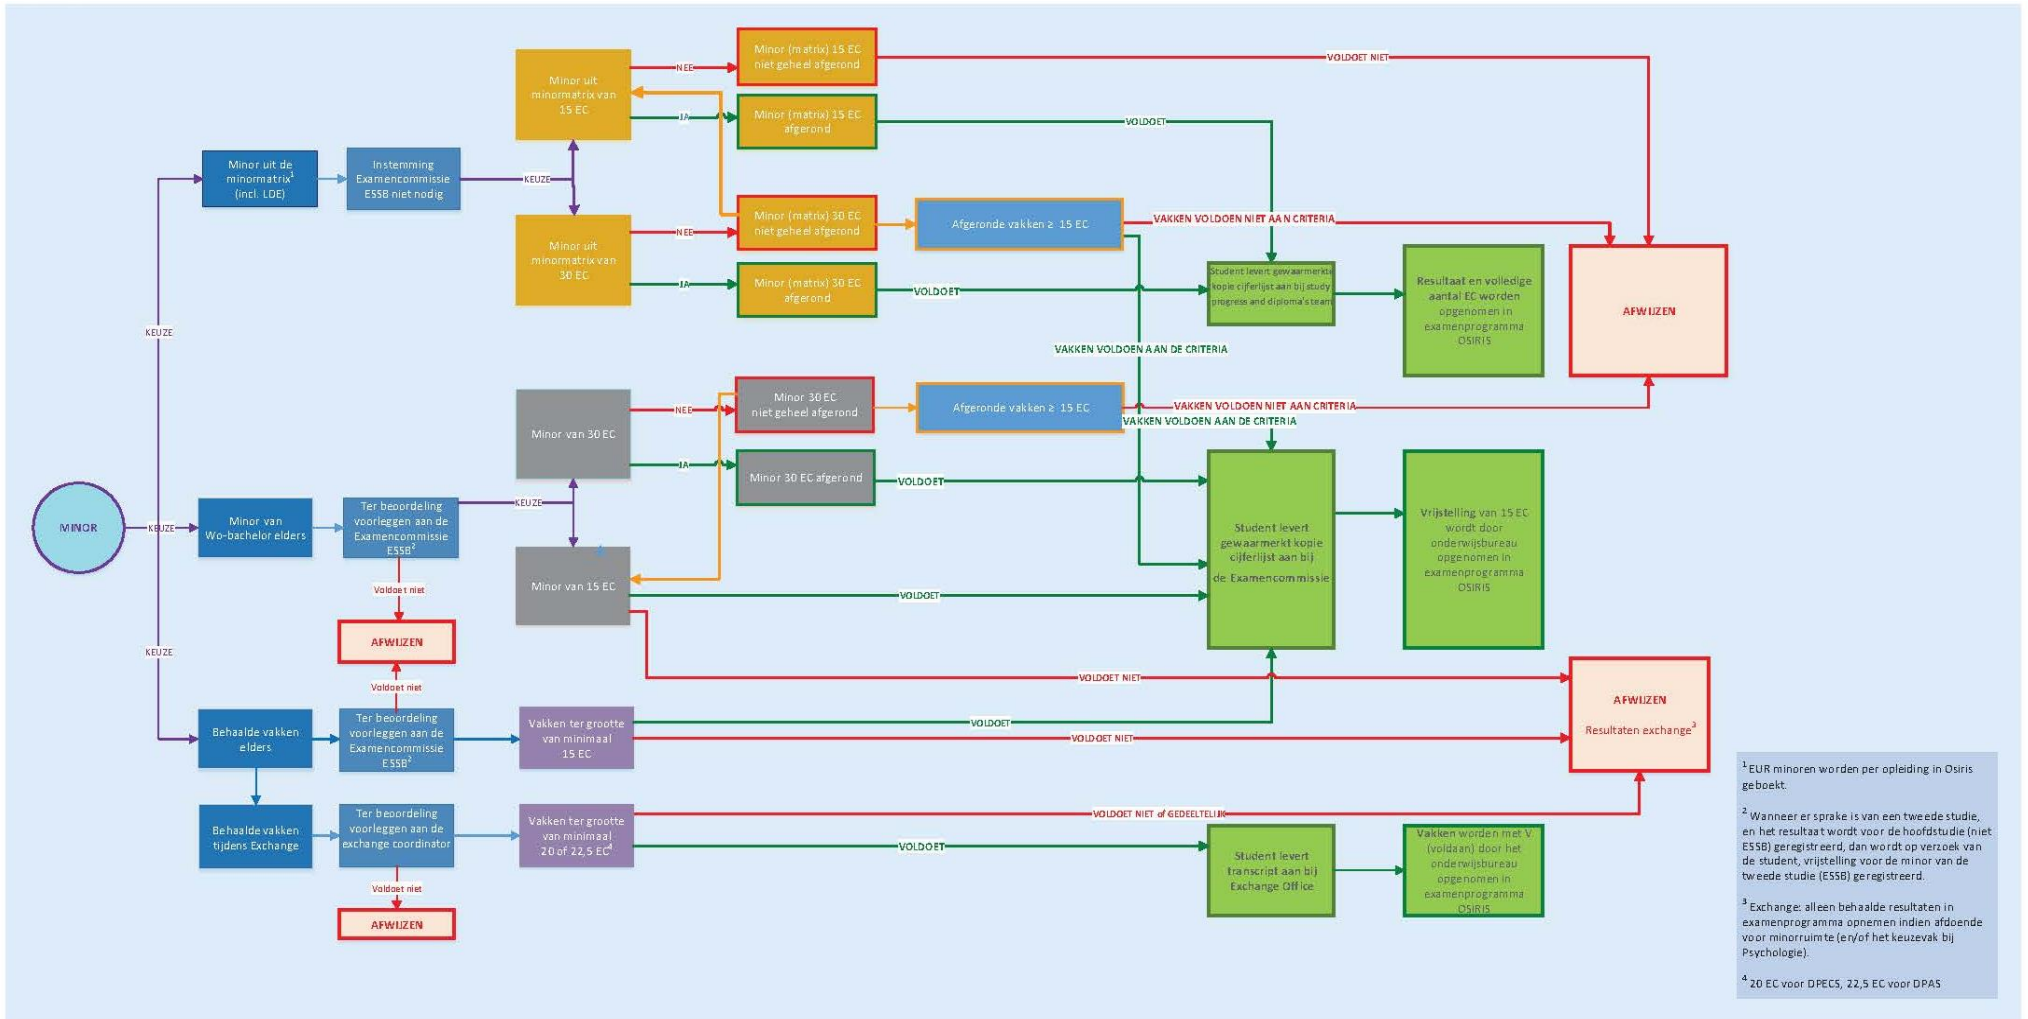 Minor (matrix) 15 EC
niet geheel afgerond
VOLDOET NIET
Minor uit
minormatrix van
15 EC
NEE
JA
Minor (matrix) 15 EC
afgerond
VOLDOET
Minor uit de
minormatrix¹
(incl. LDE)
Instemming
Examencommissie
ESSB niet nodig
KEUZE
Minor uit
minormatrix van
30 EC
NEE
Minor (matrix) 30 EC
niet geheel afgerond
Afgeronde vakken ≥ 15 EC
VAKKEN VOLDOEN NIET AAN CRITERIA
JA
Minor (matrix) 30 EC
afgerond
VOLDOET
Student levert gewaarmerkte
kopie cijferlijst aan bij study
progress and diploma's team
Resultaat en volledige
aantal EC worden
opgenomen in
examenprogramma
OSIRIS
AFWIJZEN
KEUZE
VAKKEN VOLDOEN AAN DE CRITERIA
Minor van 30 EC
NEE
Minor 30 EC
niet geheel afgerond
Afgeronde vakken ≥ 15 EC
VAKKEN VOLDOEN NIET AAN CRITERIA
VAKKEN VOLDOEN AAN DE CRITERIA
JA
Minor 30 EC afgerond
VOLDOET
MINOR
KEUZE
Minor van
Wo-bachelor elders
Ter beoordeling
voorleggen aan de
Examencommissie
ESSB²
KEUZE
Student levert
gewaarmerkt kopie
cijferlijst aan bij
de Examencommissie
Vrijstelling van 15 EC
wordt door
onderwijsbureau
opgenomen in
examenprogramma
OSIRIS
Minor van 15 EC
VOLDOET
Voldoet niet
AFWIJZEN
KEUZE
Voldoet niet
VOLDOET NIET
Behaalde vakken
elders
Ter beoordeling
voorleggen aan de
Examencommissie
ESSB²
Vakken ter grootte
van minimaal
15 EC
VOLDOET
VOLDOET NIET
AFWIJZEN
Resultaten exchange³
Behaalde vakken
tijdens Exchange
Ter beoordeling
voorleggen aan de
exchange coordinator
Vakken ter grootte
van minimaal
20 of 22,5 EC⁴
VOLDOET NIET of GEDEELTELIJK
VOLDOET
Student levert
transcript aan bij
Exchange Office
Vakken worden met V
(voldaan) door het
onderwijsbureau
opgenomen in
examenprogramma
OSIRIS
Voldoet niet
AFWIJZEN
¹ EUR minoren worden per opleiding in Osiris
geboekt.
² Wanneer er sprake is van een tweede studie,
en het resultaat wordt voor de hoofdstudie (niet
ESSB) geregistreerd, dan wordt op verzoek van
de student, vrijstelling voor de minor van de
tweede studie (ESSB) geregistreerd.
³ Exchange: alleen behaalde resultaten in
examenprogramma opnemen indien afdoende
voor minorruimte (en/of het keuzevak bij
Psychologie).
⁴ 20 EC voor DPECS, 22,5 EC voor DPAS